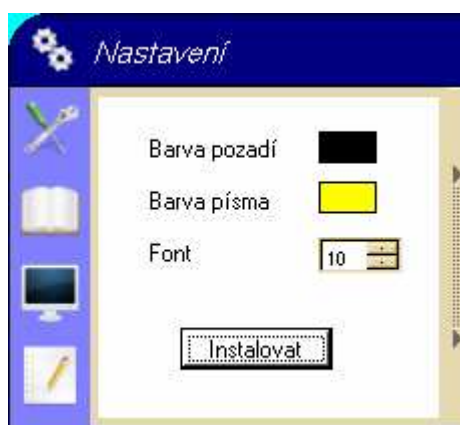 Nastavení
Barva pozadí
Barva písma
Font 10
Instalovat